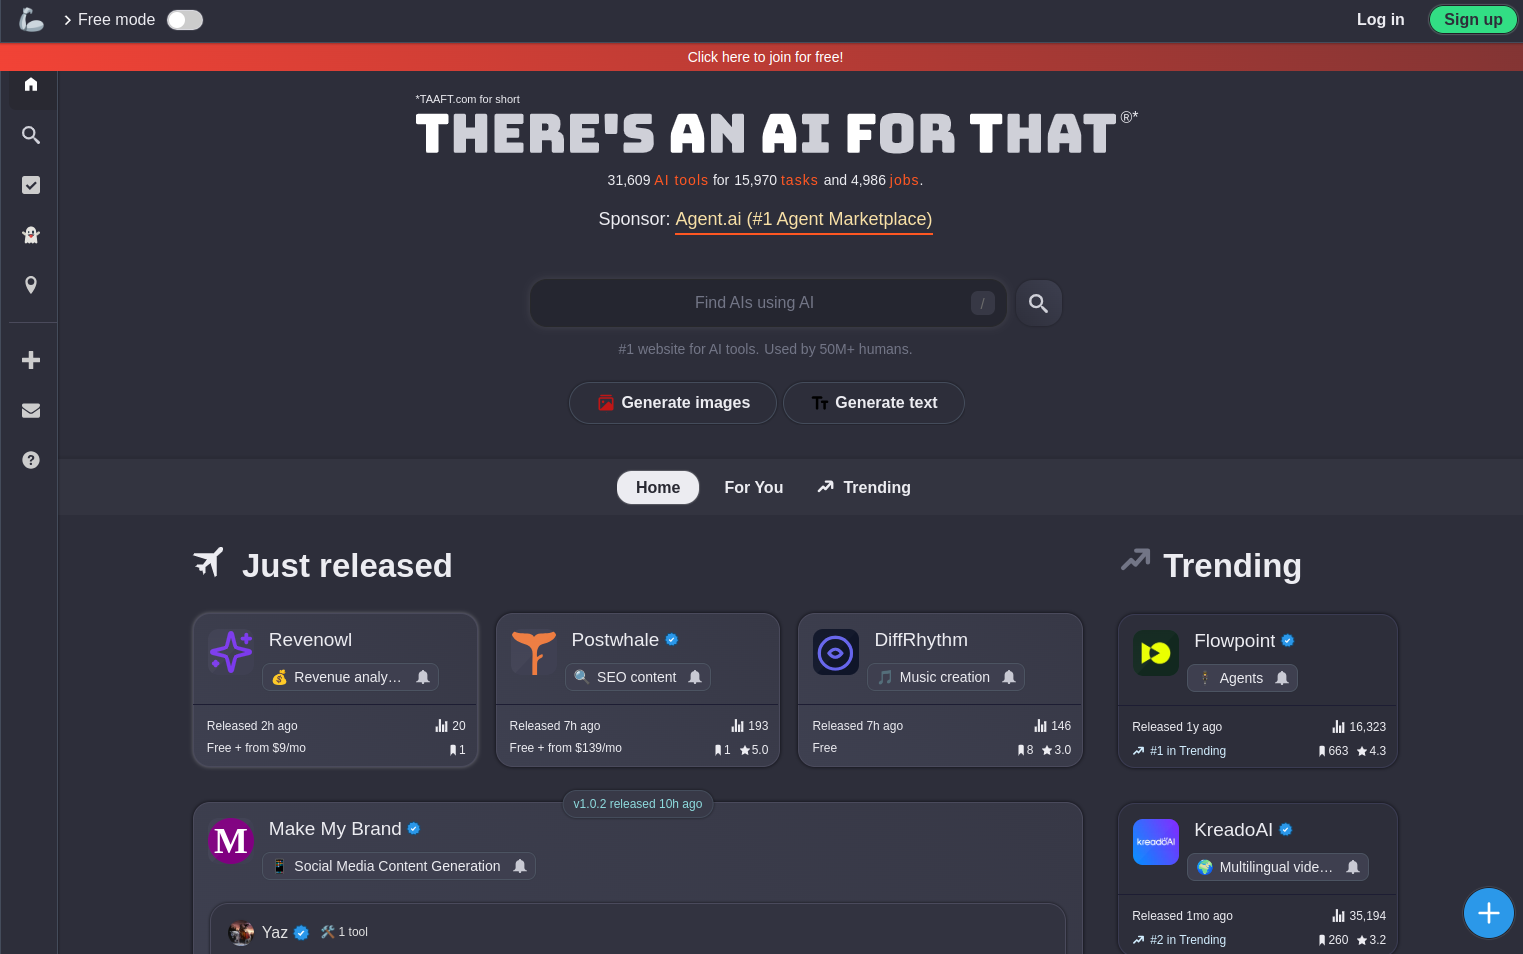 Free mode
Log in
Sign up
Click here to join for free!
*TAAFT.com for short
THERE'S AN AI FOR THAT ®*
31,609 AI tools for 15,970 tasks and 4,986 jobs.
Sponsor: Agent.ai (#1 Agent Marketplace)
Find AIs using AI /
#1 website for AI tools. Used by 50M+ humans.
Generate images
Generate text
Home
For You
Trending
Just released
Revenowl
Revenue analy…
Released 2h ago 20
Free + from $9/mo 1
Postwhale
SEO content
Released 7h ago 193
Free + from $139/mo 1 5.0
DiffRhythm
Music creation
Released 7h ago 146
Free 8 3.0
v1.0.2 released 10h ago
M
Make My Brand
Social Media Content Generation
Yaz 1 tool
Trending
Flowpoint
Agents
Released 1y ago 16,323
#1 in Trending 663 4.3
kreadoAI
KreadoAI
Multilingual vide…
Released 1mo ago 35,194
#2 in Trending 260 3.2